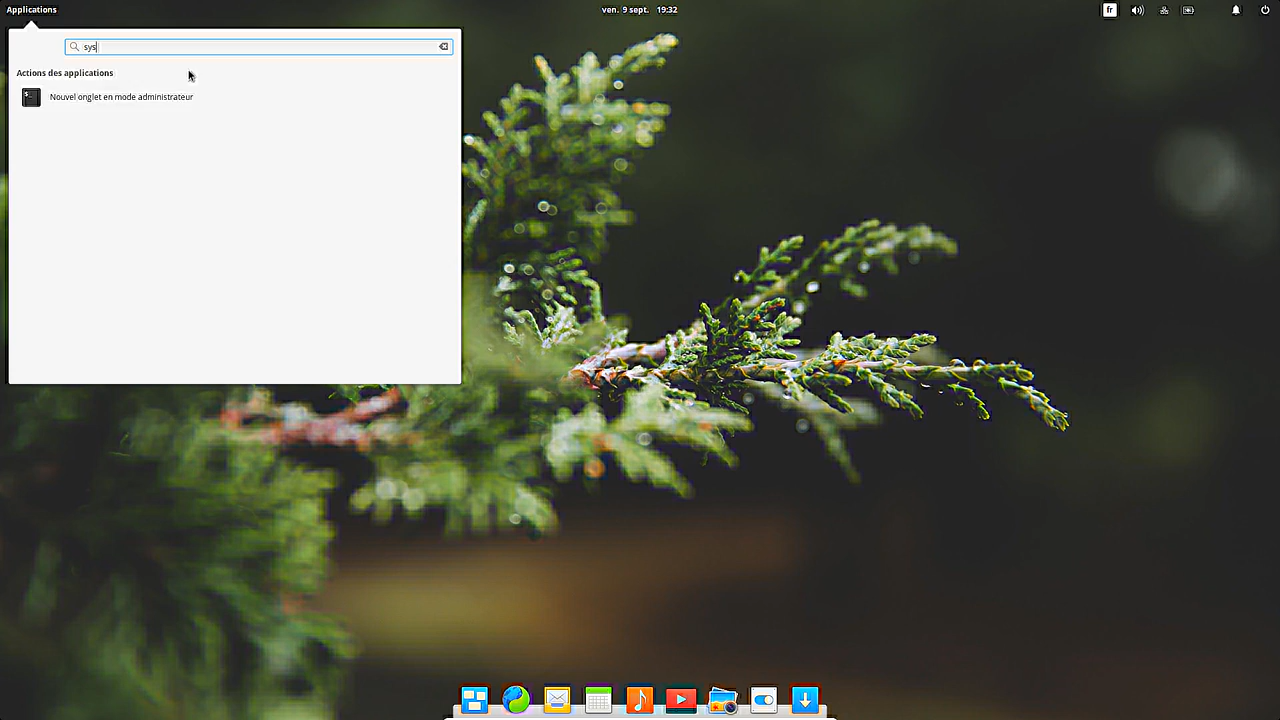 Applications
ven. 9 sept. 19:32
fr
sys
Actions des applications
Nouvel onglet en mode administrateur